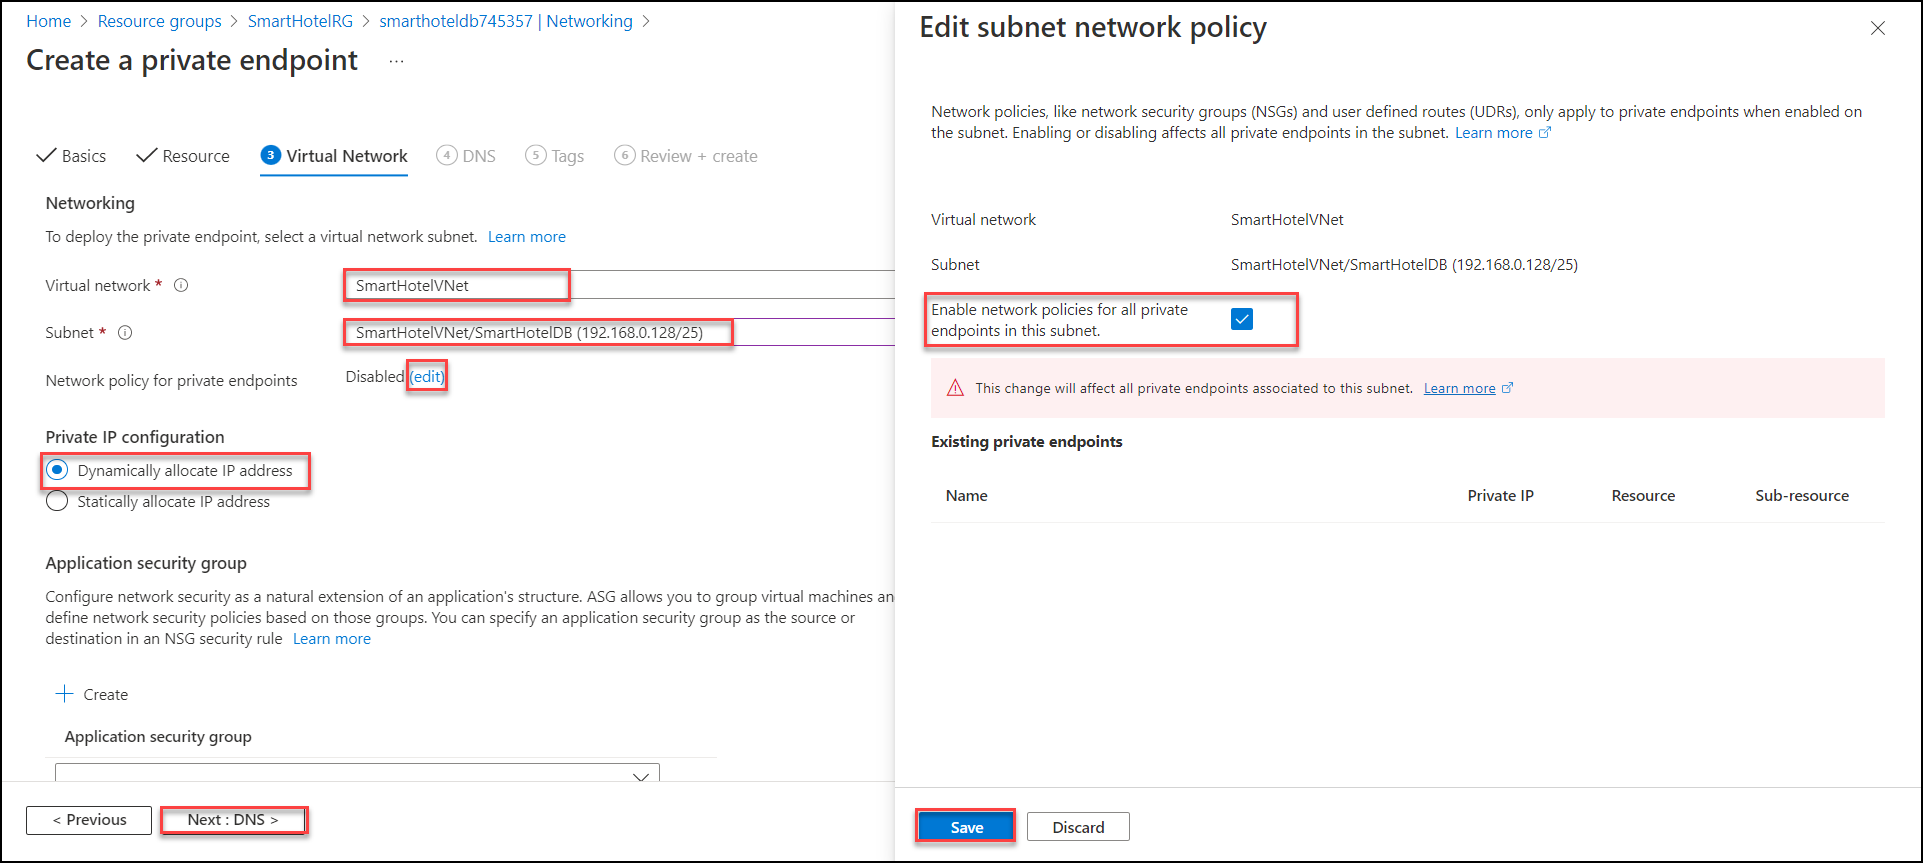 Home > Resource groups > SmartHotelRG > smarthoteldb745357 | Networking >
Create a private endpoint ...
Basics Resource 3 Virtual Network 4 DNS 5 Tags 6 Review + create
Networking
To deploy the private endpoint, select a virtual network subnet. Learn more
Virtual network * SmartHotelVNet
Subnet * SmartHotelVNet/SmartHotelDB (192.168.0.128/25)
Network policy for private endpoints Disabled (edit)
Private IP configuration
Dynamically allocate IP address
Statically allocate IP address
Application security group
Configure network security as a natural extension of an application's structure. ASG allows you to group virtual machines an
define network security policies based on those groups. You can specify an application security group as the source or
destination in an NSG security rule Learn more
+ Create
Application security group
< Previous Next : DNS >
Edit subnet network policy
Network policies, like network security groups (NSGs) and user defined routes (UDRs), only apply to private endpoints when enabled on
the subnet. Enabling or disabling affects all private endpoints in the subnet. Learn more
Virtual network SmartHotelVNet
Subnet SmartHotelVNet/SmartHotelDB (192.168.0.128/25)
Enable network policies for all private
endpoints in this subnet.
This change will affect all private endpoints associated to this subnet. Learn more
Existing private endpoints
Name Private IP Resource Sub-resource
Save Discard